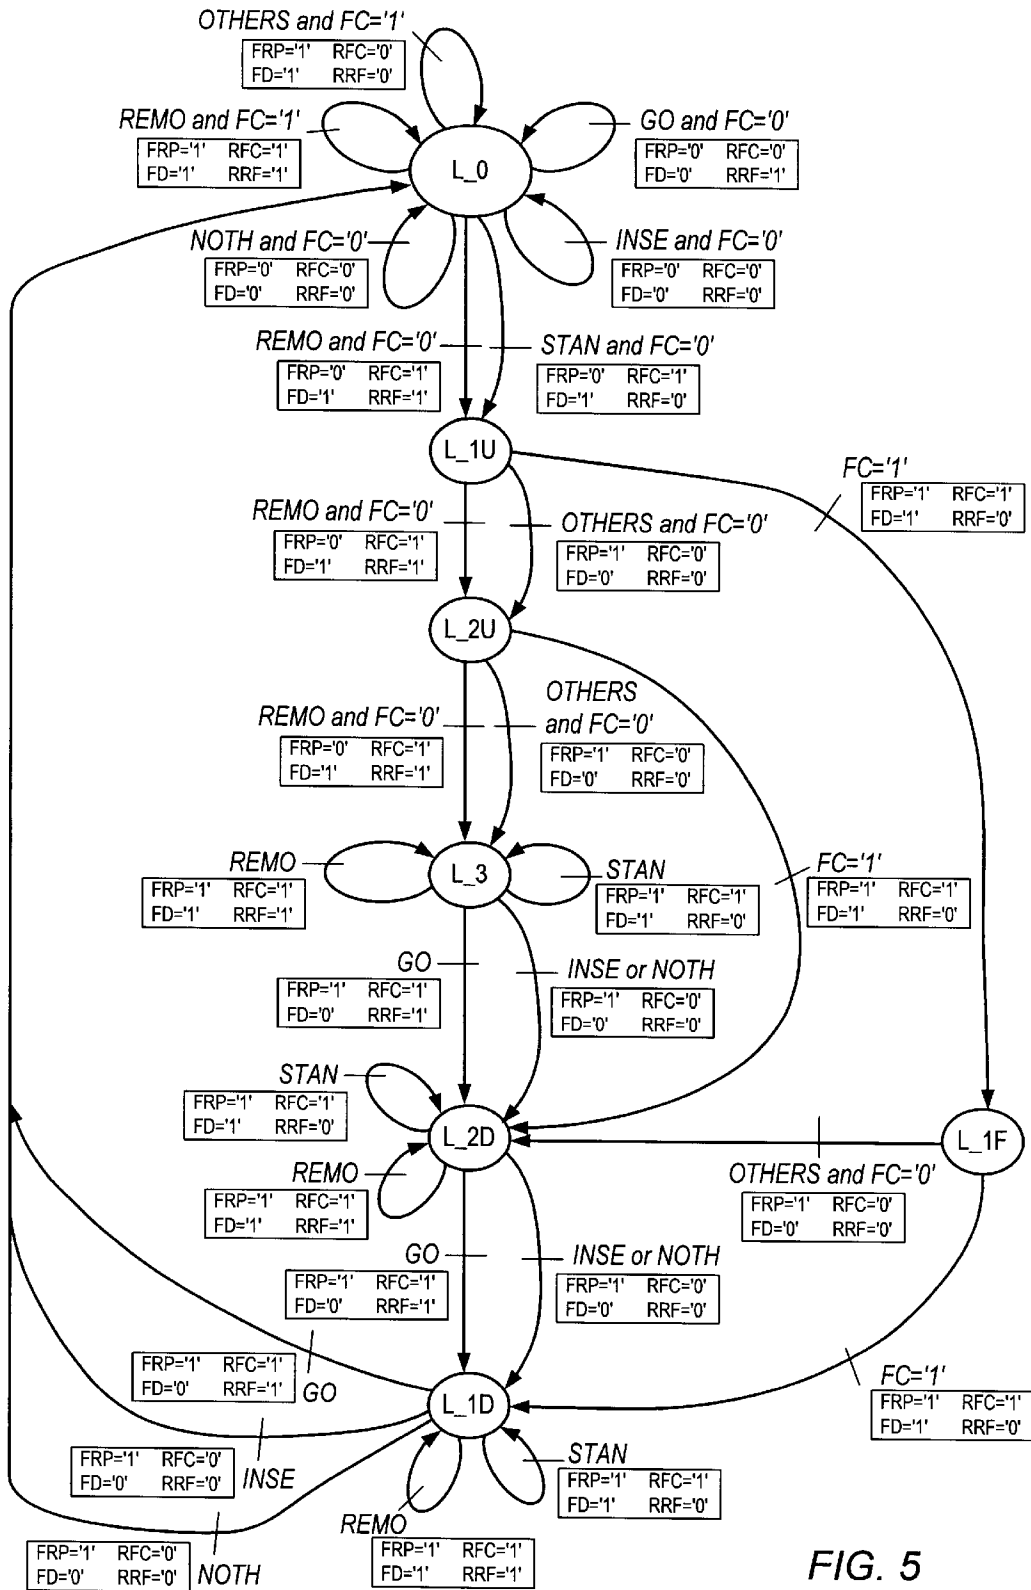 OTHERS and FC='1'
FRP='1' RFC='0'
FD='1' RRF='0'
REMO and FC='1'
FRP='1' RFC='1'
FD='1' RRF='1'
GO and FC='0'
FRP='0' RFC='0'
FD='0' RRF='1'
L_0
NOTH and FC='0'
FRP='0' RFC='0'
FD='0' RRF='0'
INSE and FC='0'
FRP='0' RFC='0'
FD='0' RRF='0'
REMO and FC='0'
FRP='0' RFC='1'
FD='1' RRF='1'
STAN and FC='0'
FRP='0' RFC='1'
FD='1' RRF='0'
L_1U
FC='1'
FRP='1' RFC='1'
FD='1' RRF='0'
REMO and FC='0'
FRP='0' RFC='1'
FD='1' RRF='1'
OTHERS and FC='0'
FRP='1' RFC='0'
FD='0' RRF='0'
L_2U
REMO and FC='0'
FRP='0' RFC='1'
FD='1' RRF='1'
OTHERS
and FC='0'
FRP='1' RFC='0'
FD='0' RRF='0'
REMO
FRP='1' RFC='1'
FD='1' RRF='1'
L_3
STAN
FRP='1' RFC='1'
FD='1' RRF='0'
FC='1'
FRP='1' RFC='1'
FD='1' RRF='0'
GO
FRP='1' RFC='1'
FD='0' RRF='1'
INSE or NOTH
FRP='1' RFC='0'
FD='0' RRF='0'
STAN
FRP='1' RFC='1'
FD='1' RRF='0'
L_2D
L_1F
REMO
FRP='1' RFC='1'
FD='1' RRF='1'
OTHERS and FC='0'
FRP='1' RFC='0'
FD='0' RRF='0'
GO
FRP='1' RFC='1'
FD='0' RRF='1'
INSE or NOTH
FRP='1' RFC='0'
FD='0' RRF='0'
FRP='1' RFC='1'
FD='0' RRF='1'
GO
L_1D
FC='1'
FRP='1' RFC='1'
FD='1' RRF='0'
FRP='1' RFC='0'
FD='0' RRF='0'
INSE
STAN
FRP='1' RFC='1'
FD='1' RRF='0'
REMO
FRP='1' RFC='1'
FD='1' RRF='1'
FRP='1' RFC='0'
FD='0' RRF='0'
NOTH
FIG. 5